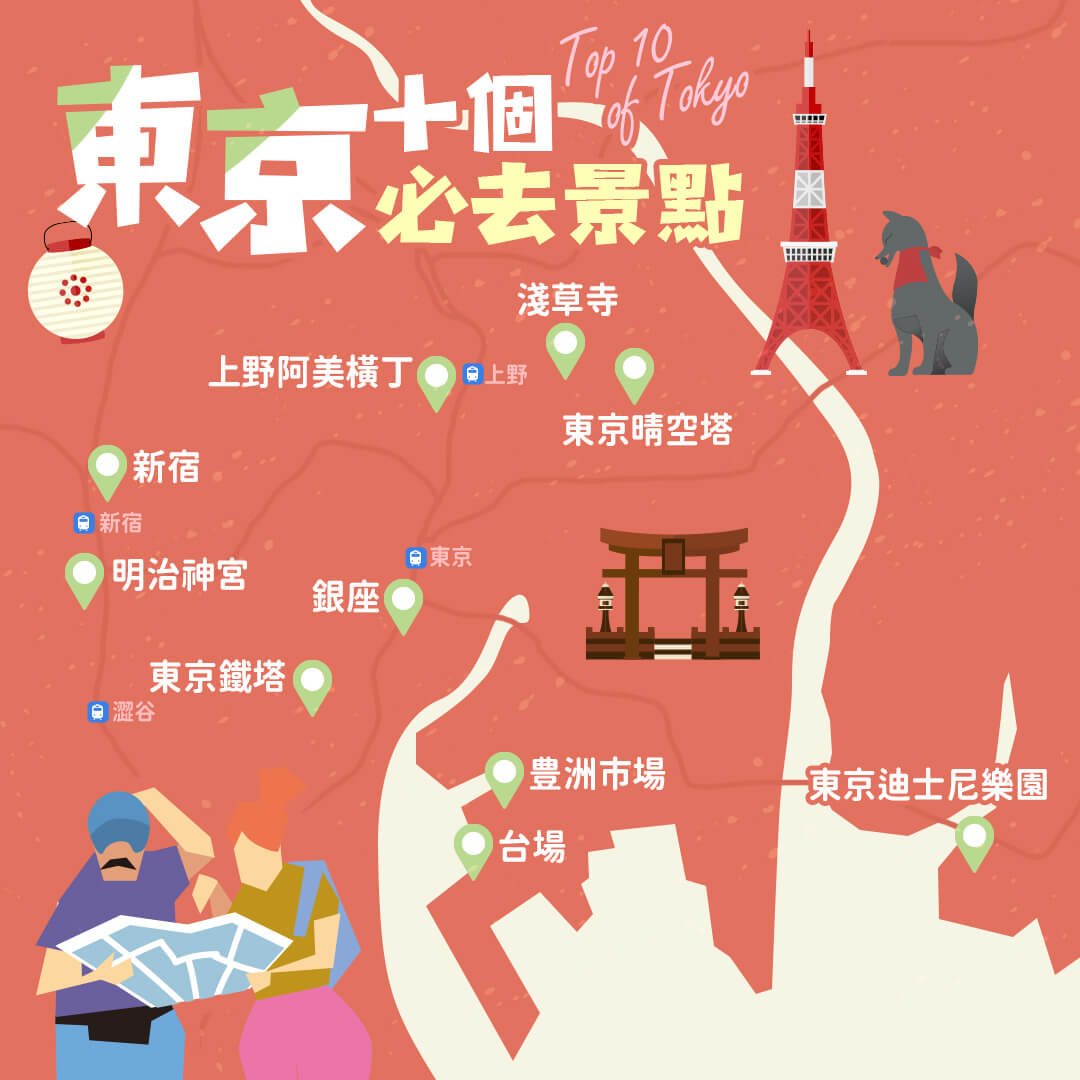 東京十個
必去景點
Top 10
of Tokyo
淺草寺
上野阿美橫丁
上野
東京晴空塔
新宿
新宿
東京
明治神宮
銀座
東京鐵塔
澀谷
豊洲市場
東京迪士尼樂園
台場